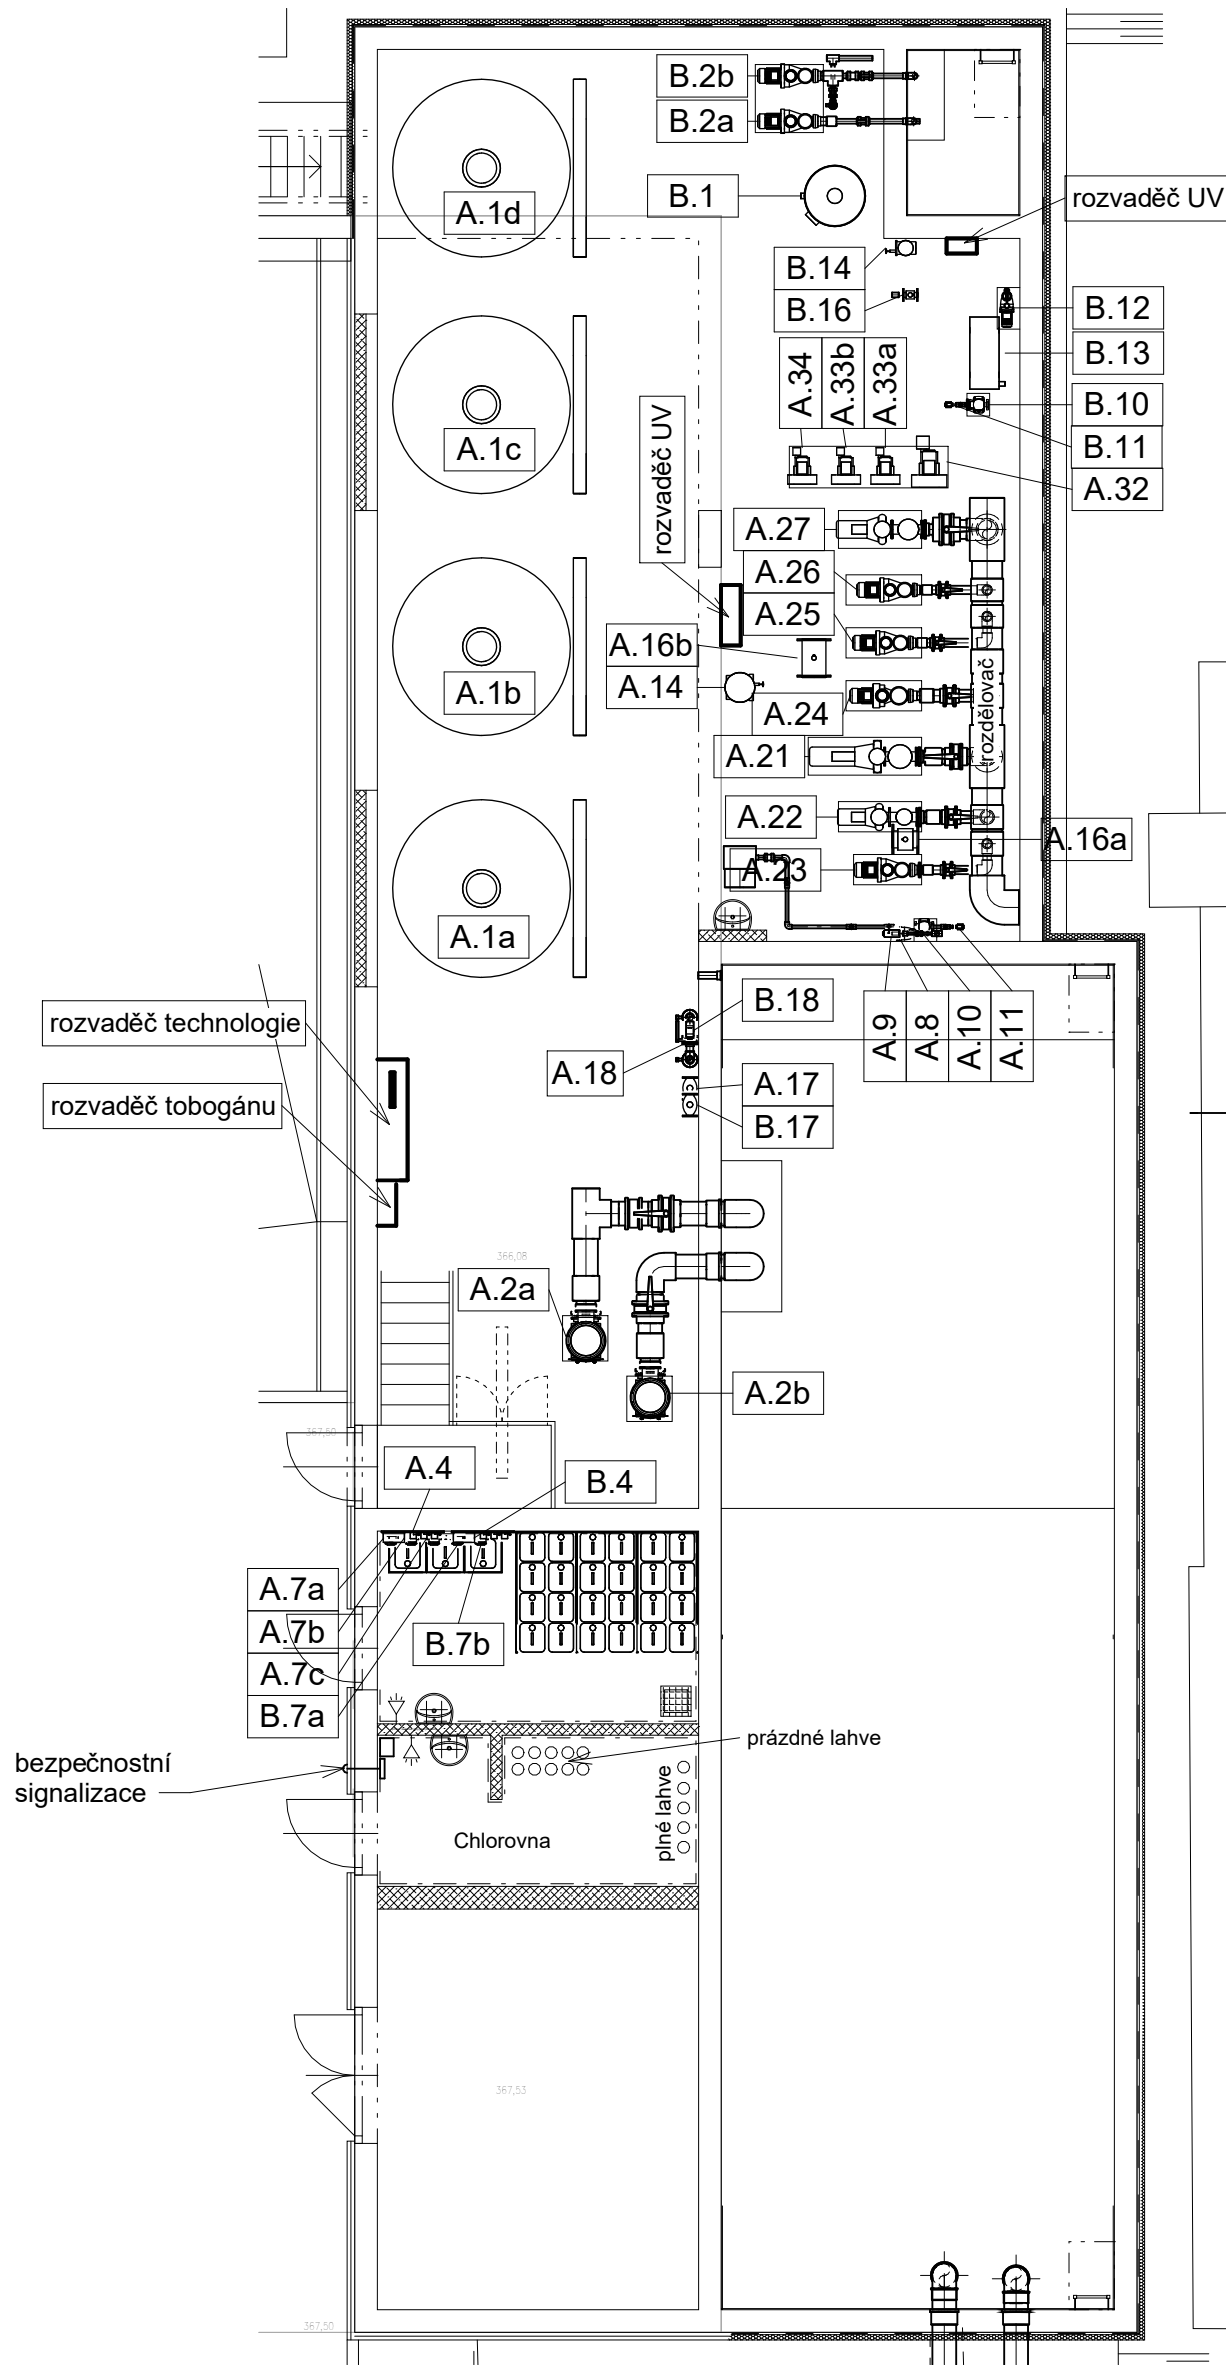 B.2b
B.2a
B.1
A.1d
rozvaděč UV
B.14
B.16
B.12
B.13
A.34
A.33b
A.33a
B.10
B.11
A.32
A.1c
rozvaděč UV
A.27
A.26
A.25
A.16b
A.14
A.1b
A.24
rozdělovač
A.21
A.22
A.16a
A.23
A.1a
B.18
A.9
A.8
A.10
A.11
rozvaděč technologie
A.18
A.17
B.17
rozvaděč tobogánu
366,08
A.2a
A.2b
367,50
A.4
B.4
A.7a
A.7b
A.7c
B.7a
B.7b
prázdné lahve
bezpečnostní
signalizace
plné lahve
Chlorovna
367,53
367,50